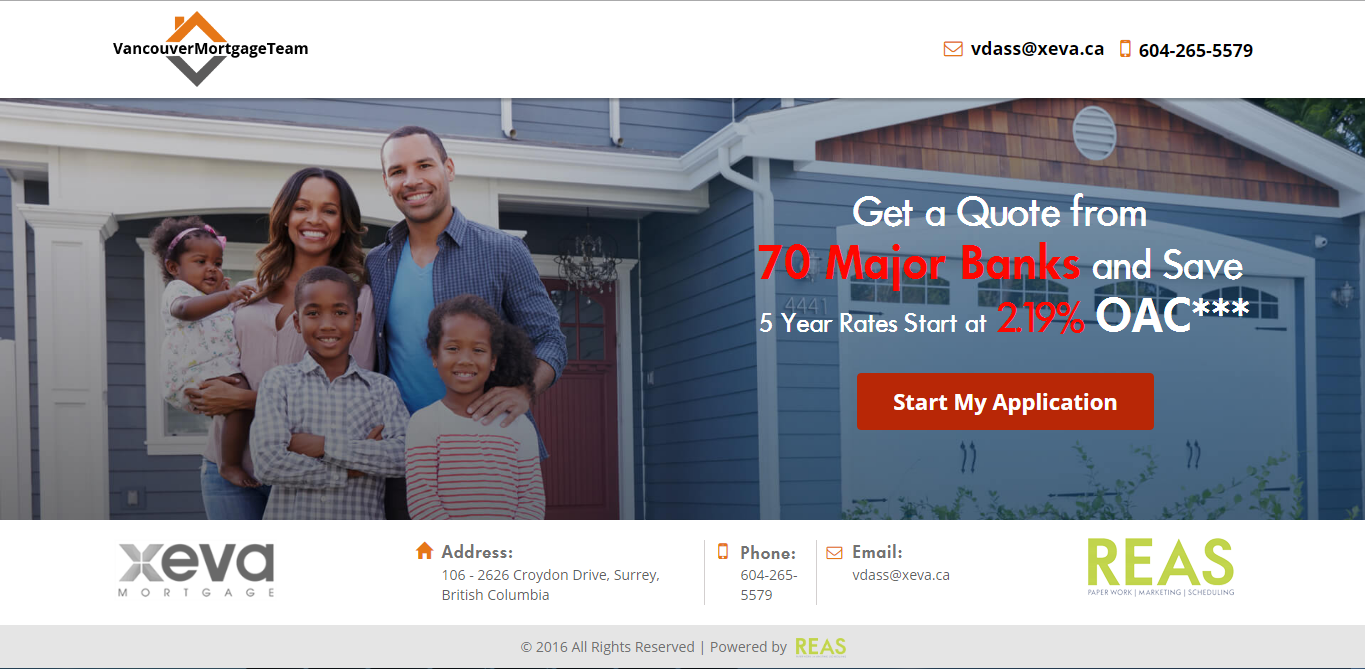 VancouverMortgageTeam
vdass@xeva.ca
604-265-5579
Get a Quote from
70 Major Banks and Save
5 Year Rates Start at 2.19% OAC***
4441
Start My Application
xeva
MORTGAGE
Address:
106 - 2626 Croydon Drive, Surrey,
British Columbia
Phone:
604-265-
5579
Email:
vdass@xeva.ca
REAS
PAPER WORK | MARKETING | SCHEDULING
© 2016 All Rights Reserved | Powered by REAS